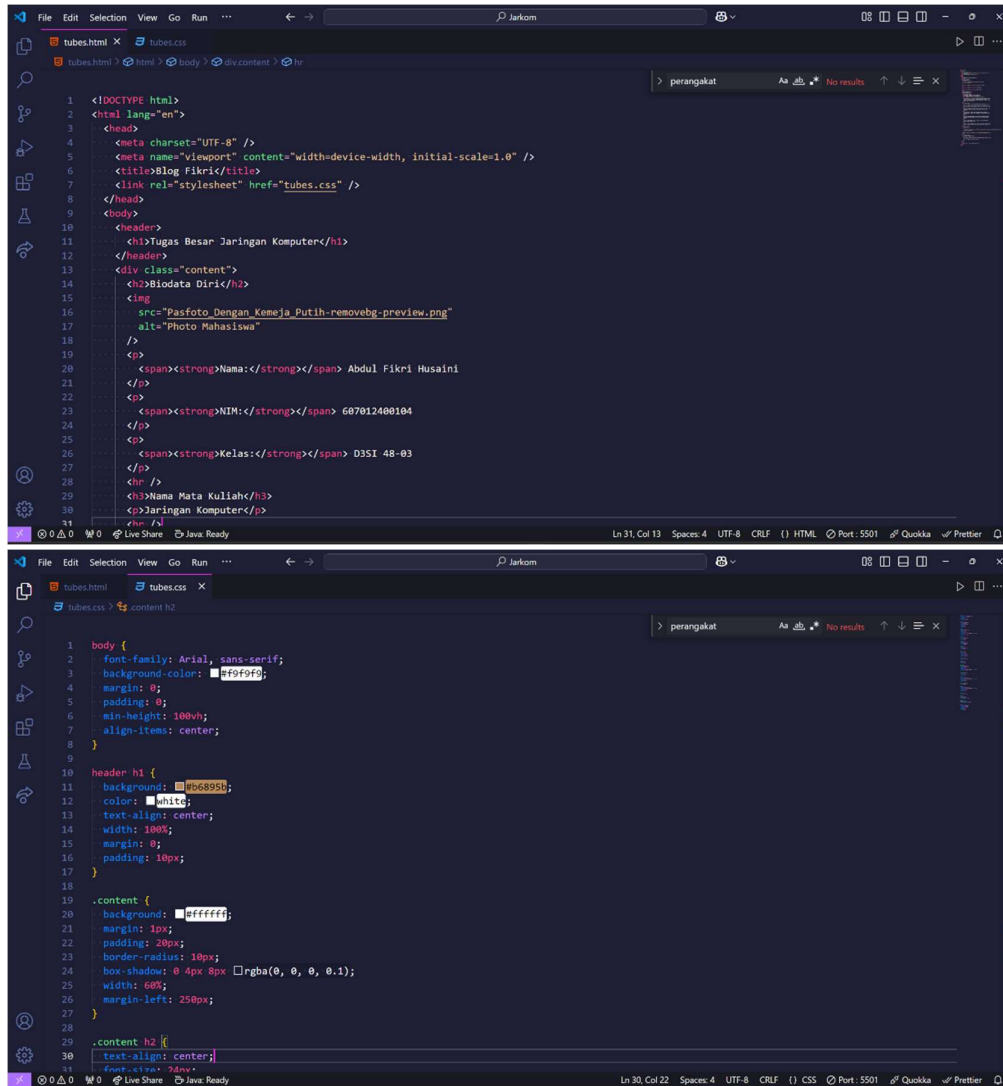 File Edit Selection View Go Run ··· ← → Jarkom
tubes.html × tubes.css
tubes.html > html > body > div.content > hr
> perangakat Aa ab .* No results ↑ ↓ ×
1 <!DOCTYPE html>
2 <html lang="en">
3 <head>
4 <meta charset="UTF-8" />
5 <meta name="viewport" content="width=device-width, initial-scale=1.0" />
6 <title>Blog Fikri</title>
7 <link rel="stylesheet" href="tubes.css" />
8 </head>
9 <body>
10 <header>
11 <h1>Tugas Besar Jaringan Komputer</h1>
12 </header>
13 <div class="content">
14 <h2>Biodata Diri</h2>
15 <img
16 src="Pasfoto_Dengan_Kemeja_Putih-removebg-preview.png"
17 alt="Photo Mahasiswa"
18 />
19 <p>
20 <span><strong>Nama:</strong></span> Abdul Fikri Husaini
21 </p>
22 <p>
23 <span><strong>NIM:</strong></span> 607012400104
24 </p>
25 <p>
26 <span><strong>Kelas:</strong></span> D3SI 48-03
27 </p>
28 <hr />
29 <h3>Nama Mata Kuliah</h3>
30 <p>Jaringan Komputer</p>
31 <hr />
0 0 0 Live Share Java: Ready Ln 31, Col 13 Spaces: 4 UTF-8 CRLF {} HTML Port : 5501 Quokka Prettier
File Edit Selection View Go Run ··· ← → Jarkom
tubes.html tubes.css ×
tubes.css > .content h2
> perangakat Aa ab .* No results ↑ ↓ ×
1 body {
2 font-family: Arial, sans-serif;
3 background-color: #f9f9f9;
4 margin: 0;
5 padding: 0;
6 min-height: 100vh;
7 align-items: center;
8 }
9
10 header h1 {
11 background: #b6895b;
12 color: white;
13 text-align: center;
14 width: 100%;
15 margin: 0;
16 padding: 10px;
17 }
18
19 .content {
20 background: #ffffff;
21 margin: 1px;
22 padding: 20px;
23 border-radius: 10px;
24 box-shadow: 0 4px 8px rgba(0, 0, 0, 0.1);
25 width: 60%;
26 margin-left: 250px;
27 }
28
29 .content h2 {
30 text-align: center;
31 font-size: 24px;
0 0 0 Live Share Java: Ready Ln 30, Col 22 Spaces: 4 UTF-8 CRLF {} CSS Port : 5501 Quokka Prettier